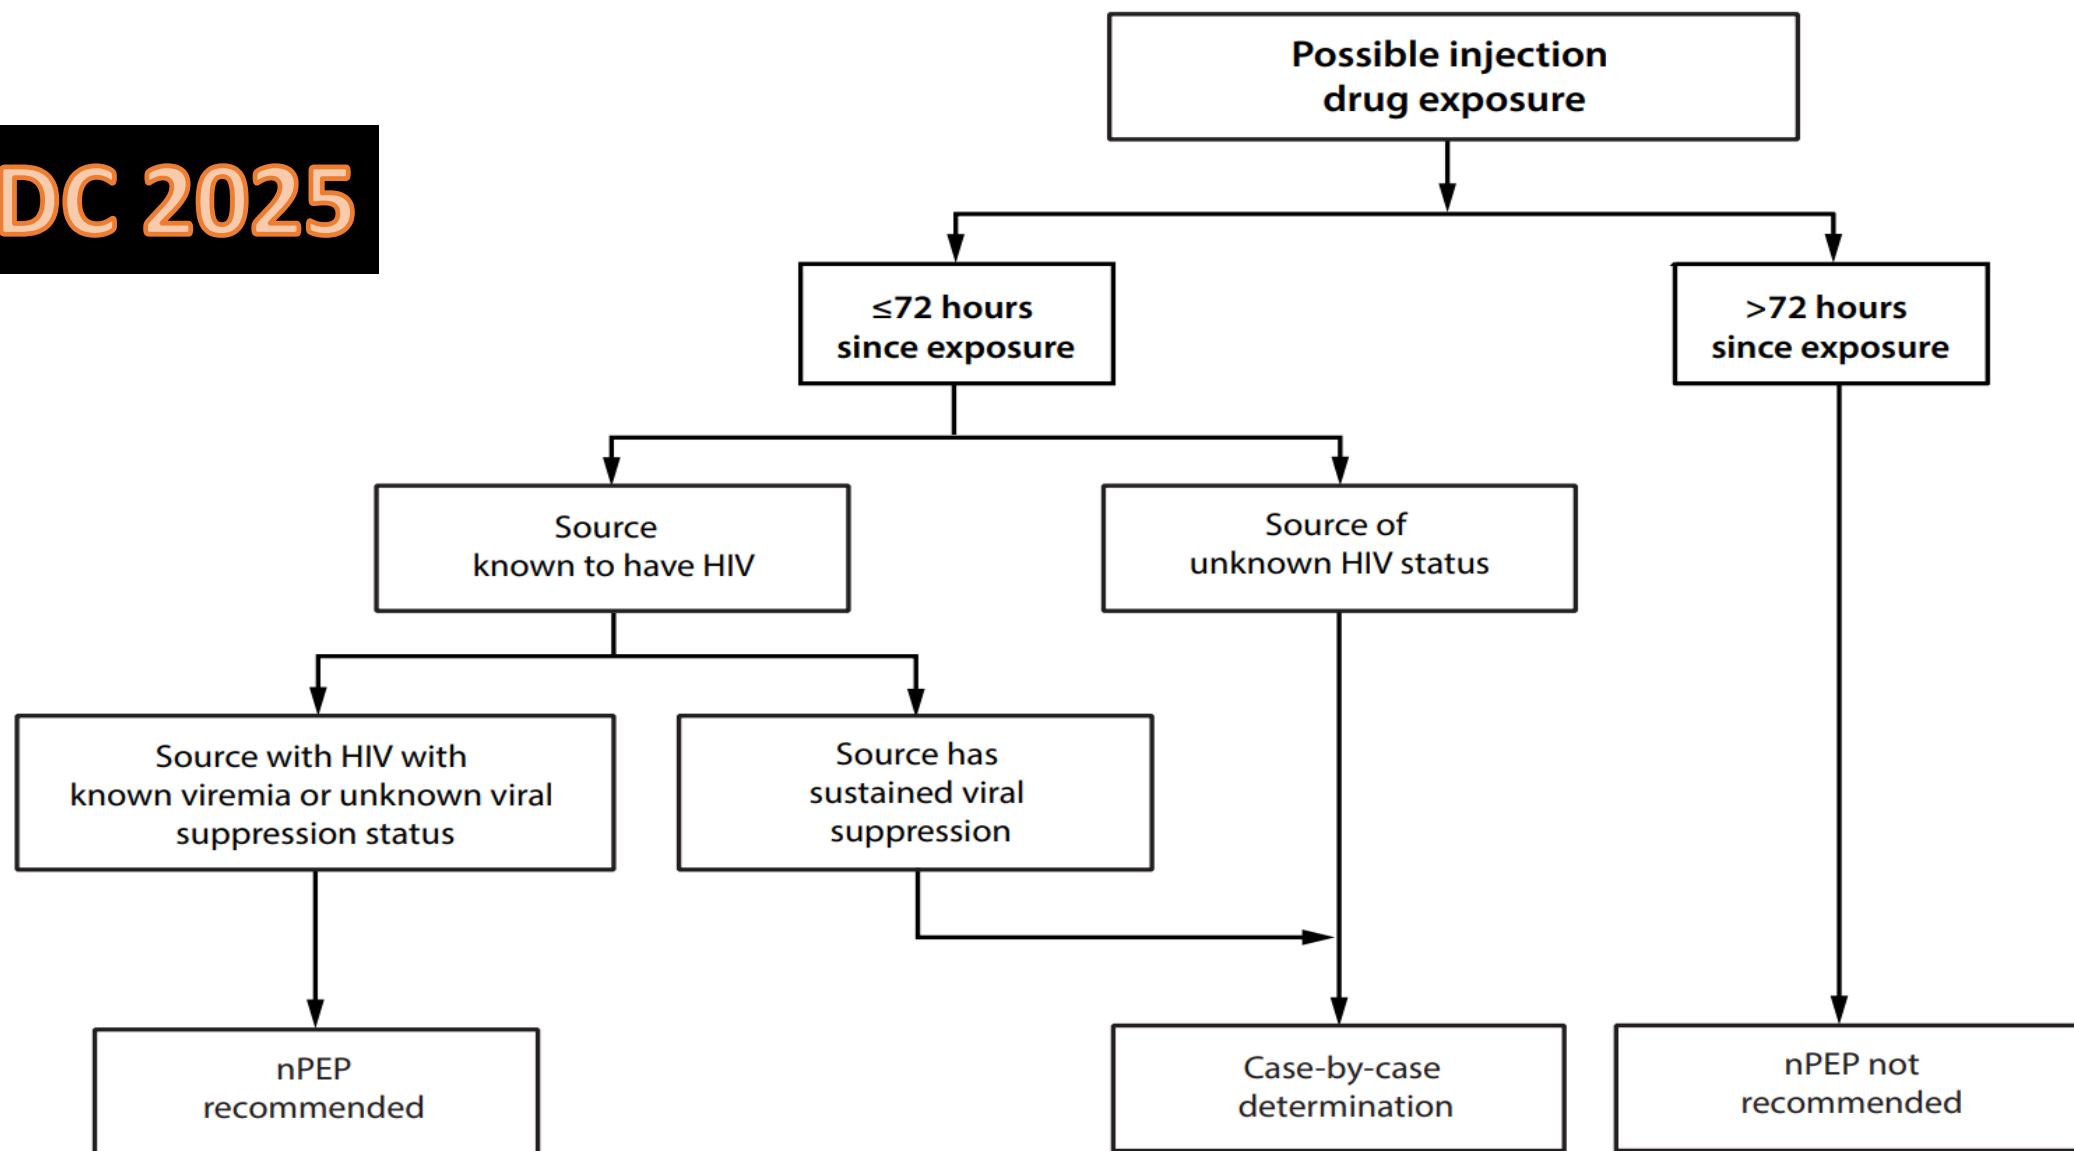 Possible injection
drug exposure
DC 2025
≤72 hours
since exposure
>72 hours
since exposure
Source
known to have HIV
Source of
unknown HIV status
Source with HIV with
known viremia or unknown viral
suppression status
Source has
sustained viral
suppression
nPEP
recommended
Case-by-case
determination
nPEP not
recommended